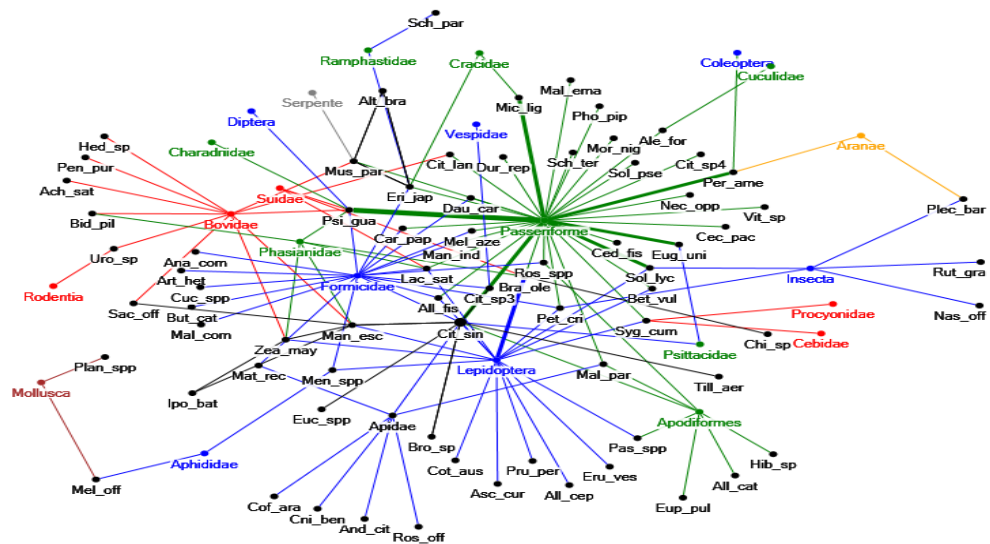 Sch_par
Ramphastidae
Cracidae
Coleoptera
Cuculidae
Serpente
Alt_bra
Mic_lig
Mal_ema
Pho_pip
Diptera
Vespidae
Mor_nig
Ale_for
Aranae
Hed_sp
Charadriidae
Cit_lan
Dur_rep
Sch_ter
Sol_pse
Cit_sp4
Pen_pur
Mus_par
Per_ame
Ach_sat
Suidae
Eri_jap
Dau_car
Nec_opp
Vit_sp
Plec_bar
Bid_pil
Bovidae
Psi_gua
Passeriforme
Cec_pac
Car_pap
Mel_aze
Uro_sp
Phasianidae
Man_ind
Ced_fis
Eug_uni
Ana_com
Ros_spp
Art_het
Formicidae
Lac_sat
Bra_ole
Sol_lyc
Insecta
Rut_gra
Rodentia
Cuc_spp
Cit_sp3
Bet_vul
Sac_off
But_cat
All_fis
Pet_cri
Nas_off
Mal_com
Cit_sin
Syg_cum
Procyonidae
Zea_may
Man_esc
Chi_sp
Cebidae
Plan_spp
Mat_rec
Men_spp
Lepidoptera
Mal_par
Psittacidae
Mollusca
Ipo_bat
Till_aer
Euc_spp
Apidae
Apodiformes
Bro_sp
Pas_spp
Aphididae
Cot_aus
Pru_per
Eru_ves
Hib_sp
Mel_off
Asc_cur
All_cep
All_cat
Cof_ara
Cni_ben
And_cit
Ros_off
Eup_pul